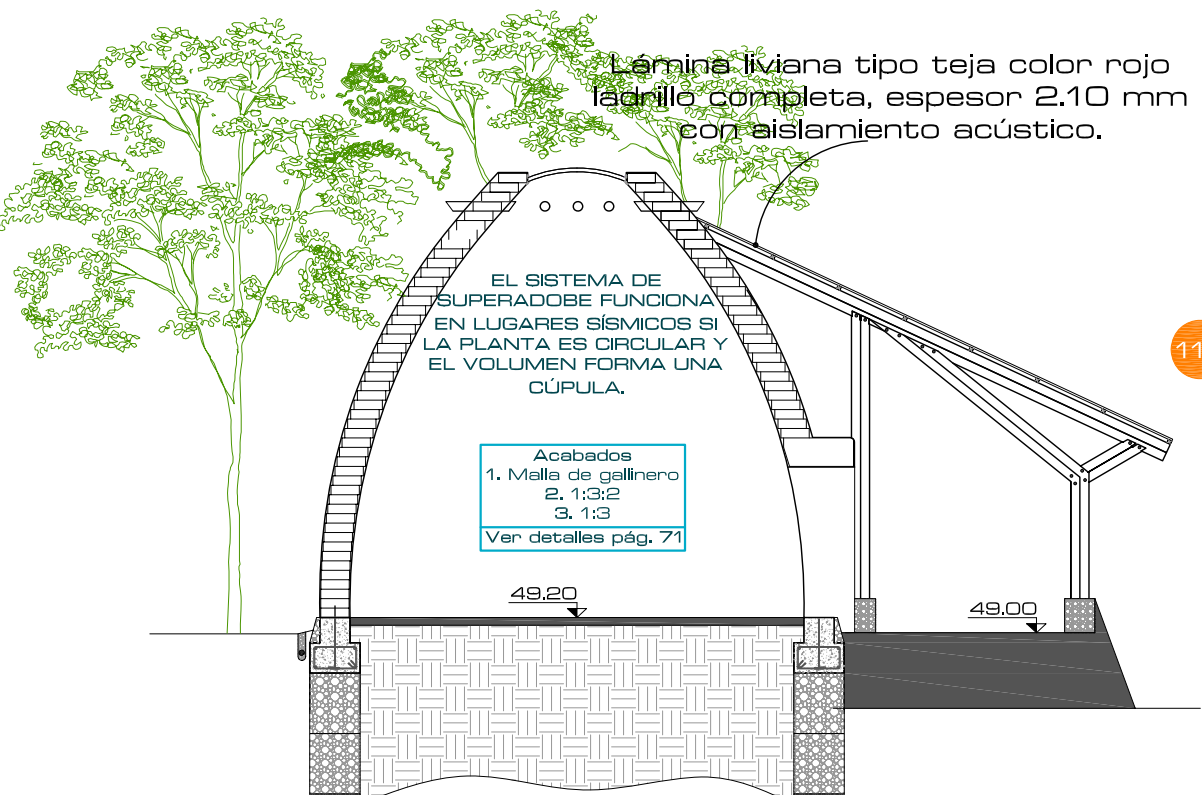 Lámina liviana tipo teja color rojo
ladrillo completa, espesor 2.10 mm
con aislamiento acústico.
EL SISTEMA DE
SUPERADOBE FUNCIONA
EN LUGARES SÍSMICOS SI
LA PLANTA ES CIRCULAR Y
EL VOLUMEN FORMA UNA
CÚPULA.
11
Acabados
1. Malla de gallinero
2. 1:3:2
3. 1:3
Ver detalles pág. 71
49.20
49.00